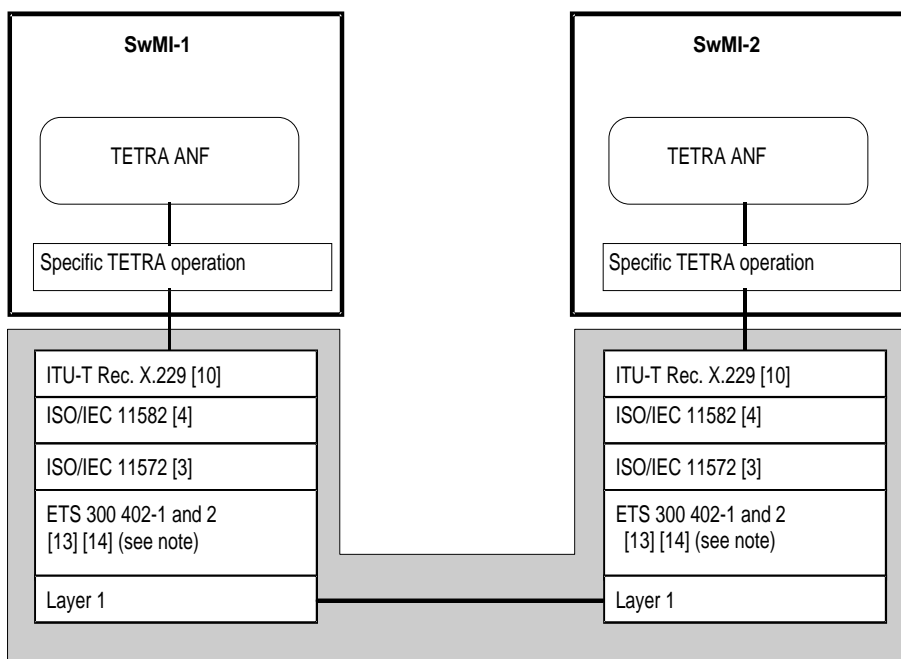 SwMI-1
TETRA ANF
Specific TETRA operation
ITU-T Rec. X.229 [10]
ISO/IEC 11582 [4]
ISO/IEC 11572 [3]
ETS 300 402-1 and 2
[13] [14] (see note)
Layer 1
SwMI-2
TETRA ANF
Specific TETRA operation
ITU-T Rec. X.229 [10]
ISO/IEC 11582 [4]
ISO/IEC 11572 [3]
ETS 300 402-1 and 2
[13] [14] (see note)
Layer 1